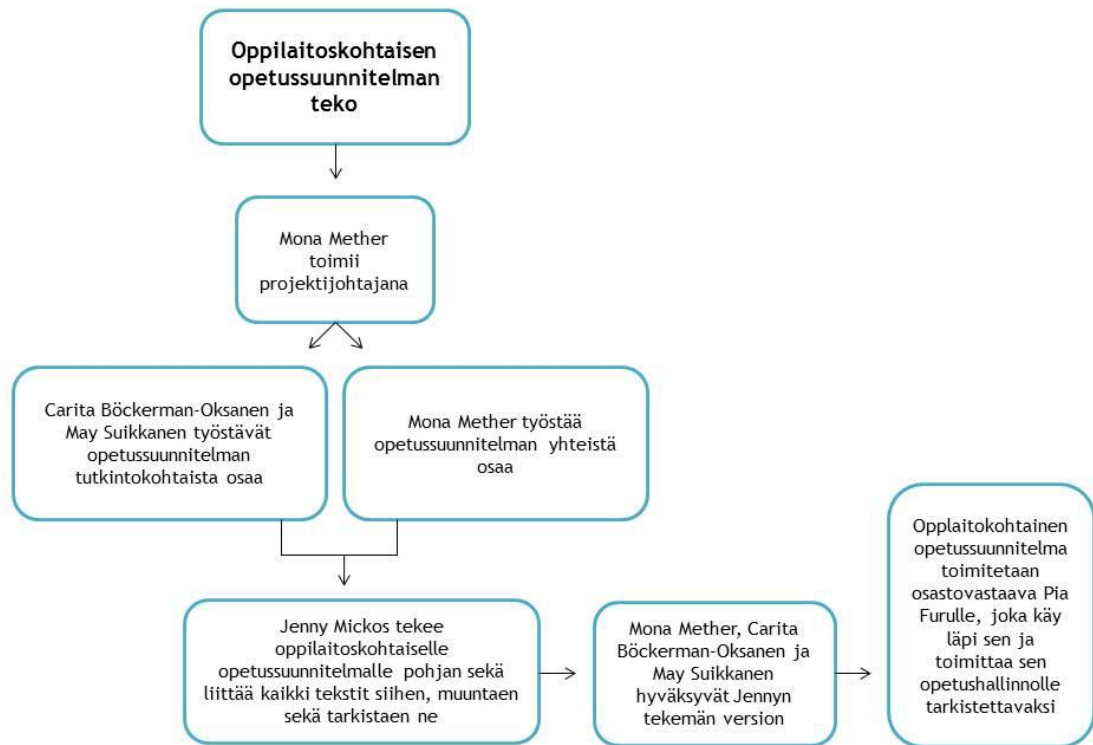 Oppilaitoskohtaisen
opetussuunnitelman
teko
Mona Mether
toimii
projektijohtajana
Carita Böckerman-Oksanen ja
May Suikkanen työstävät
opetussuunnitelman
tutkintokohtaista osaa
Mona Mether työstää
opetussuunnitelman yhteistä
osaa
Jenny Mickos tekee
oppilaitoskohtaiselle
opetussuunnitelmalle pohjan sekä
liittää kaikki tekstit siihen, muuntaen
sekä tarkistaen ne
Mona Mether, Carita
Böckerman-Oksanen ja
May Suikkanen
hyväksyvät Jennyn
tekemän version
Opplaitokohtainen
opetussuunnitelma
toimitetaan
osastovastaava Pia
Furulle, joka käy
läpi sen ja
toimittaa sen
opetushallinnolle
tarkistettavaksi